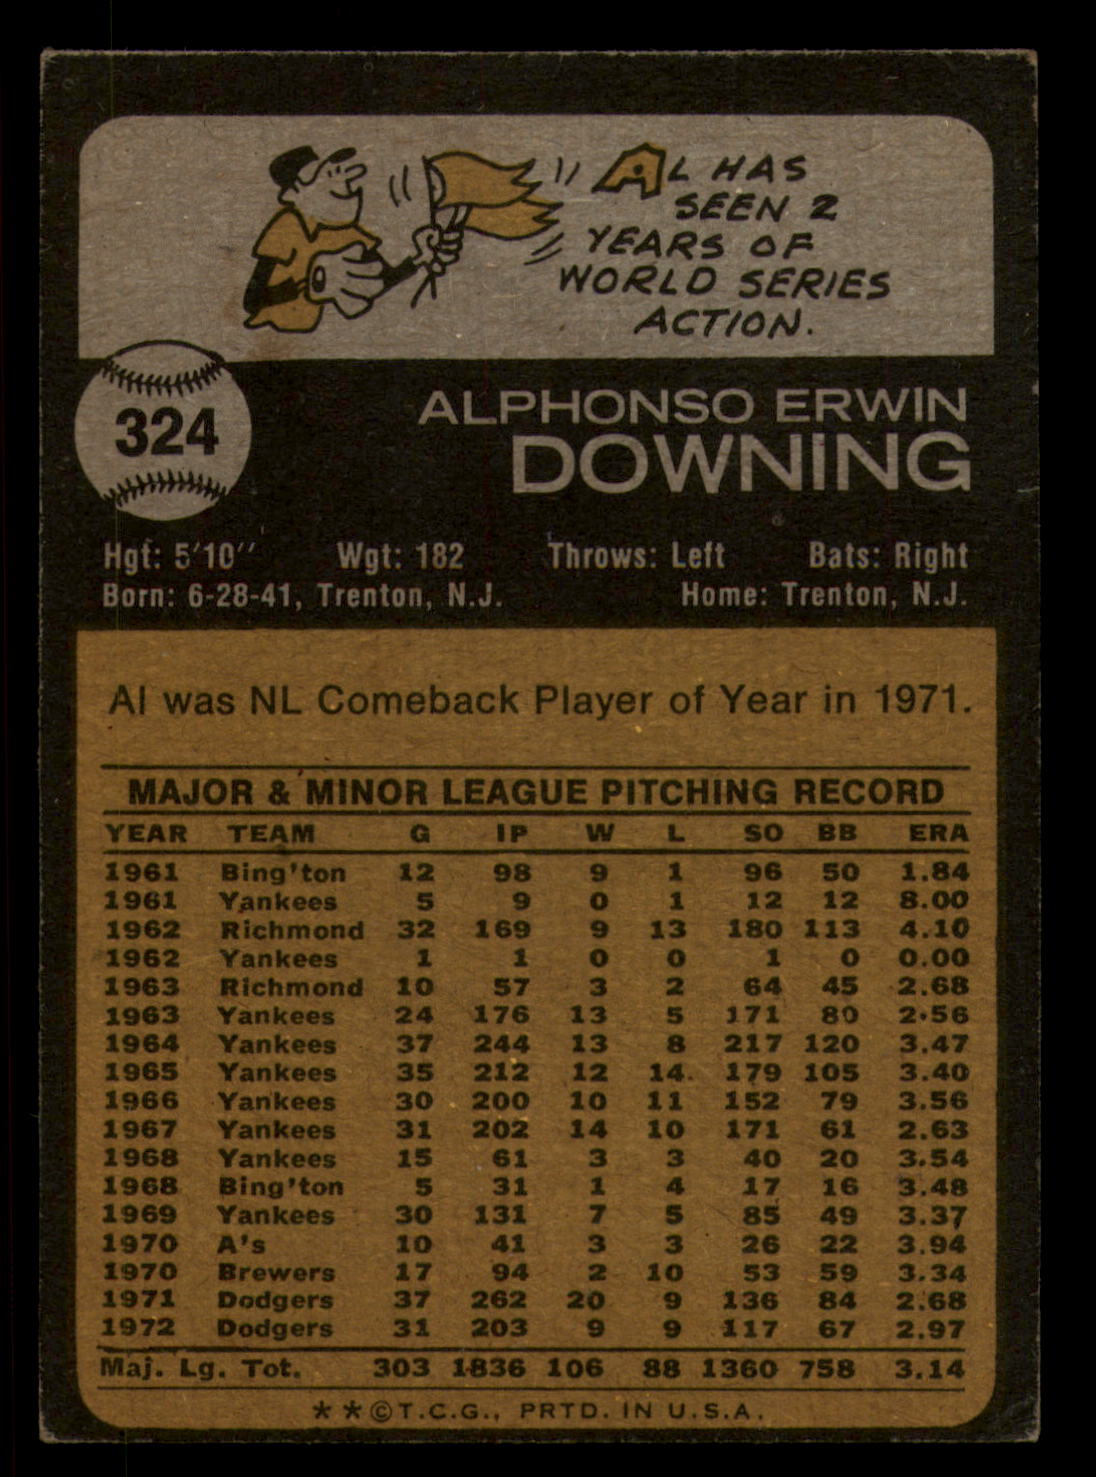 AL HAS
SEEN 2
YEARS OF
WORLD SERIES
ACTION.
324
ALPHONSO ERWIN
DOWNING
Hgt: 5'10'' Wgt: 182 Throws: Left Bats: Right
Born: 6-28-41, Trenton, N.J. Home: Trenton, N.J.
Al was NL Comeback Player of Year in 1971.
MAJOR & MINOR LEAGUE PITCHING RECORD
YEAR TEAM G IP W L SO BB ERA
1961 Bing'ton 12 98 9 1 96 50 1.84
1961 Yankees 5 9 0 1 12 12 8.00
1962 Richmond 32 169 9 13 180 113 4.10
1962 Yankees 1 1 0 0 1 0 0.00
1963 Richmond 10 57 3 2 64 45 2.68
1963 Yankees 24 176 13 5 171 80 2.56
1964 Yankees 37 244 13 8 217 120 3.47
1965 Yankees 35 212 12 14 179 105 3.40
1966 Yankees 30 200 10 11 152 79 3.56
1967 Yankees 31 202 14 10 171 61 2.63
1968 Yankees 15 61 3 3 40 20 3.54
1968 Bing'ton 5 31 1 4 17 16 3.48
1969 Yankees 30 131 7 5 85 49 3.37
1970 A's 10 41 3 3 26 22 3.94
1970 Brewers 17 94 2 10 53 59 3.34
1971 Dodgers 37 262 20 9 136 84 2.68
1972 Dodgers 31 203 9 9 117 67 2.97
Maj. Lg. Tot. 303 1836 106 88 1360 758 3.14
* * © T.C.G., PRTD. IN U.S.A.